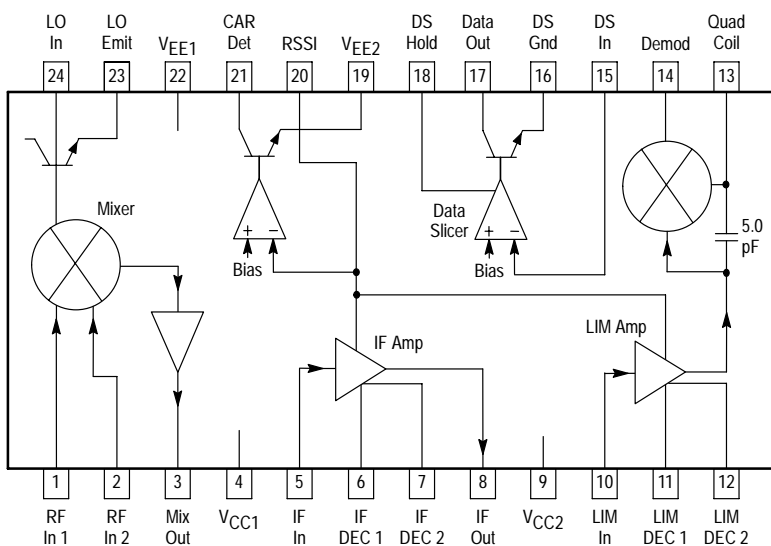 LO In
LO Emit
VEE1
CAR Det
RSSI
VEE2
DS Hold
Data Out
DS Gnd
DS In
Demod
Quad Coil
24
23
22
21
20
19
18
17
16
15
14
13
Mixer
+ −
Bias
Data Slicer
+ −
Bias
5.0 pF
IF Amp
LIM Amp
1
2
3
4
5
6
7
8
9
10
11
12
RF In 1
RF In 2
Mix Out
VCC1
IF In
IF DEC 1
IF DEC 2
IF Out
VCC2
LIM In
LIM DEC 1
LIM DEC 2